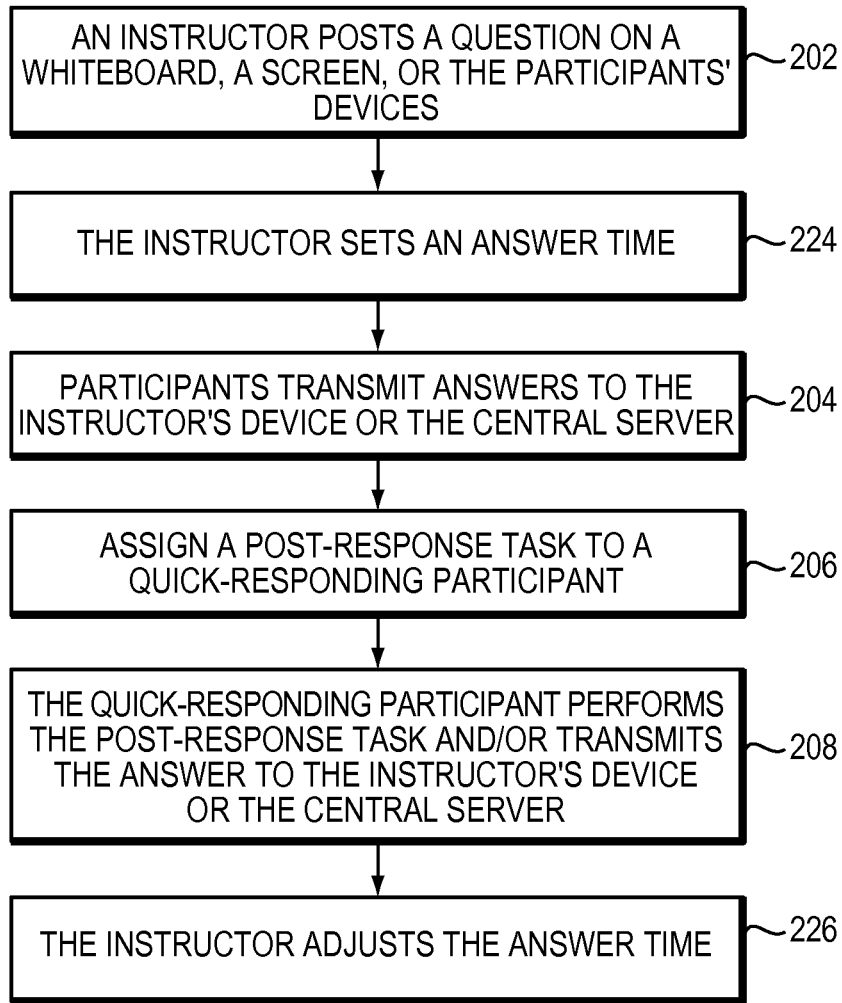 AN INSTRUCTOR POSTS A QUESTION ON A
WHITEBOARD, A SCREEN, OR THE PARTICIPANTS'
DEVICES
202
THE INSTRUCTOR SETS AN ANSWER TIME
224
PARTICIPANTS TRANSMIT ANSWERS TO THE
INSTRUCTOR'S DEVICE OR THE CENTRAL SERVER
204
ASSIGN A POST-RESPONSE TASK TO A
QUICK-RESPONDING PARTICIPANT
206
THE QUICK-RESPONDING PARTICIPANT PERFORMS
THE POST-RESPONSE TASK AND/OR TRANSMITS
THE ANSWER TO THE INSTRUCTOR'S DEVICE
OR THE CENTRAL SERVER
208
THE INSTRUCTOR ADJUSTS THE ANSWER TIME
226